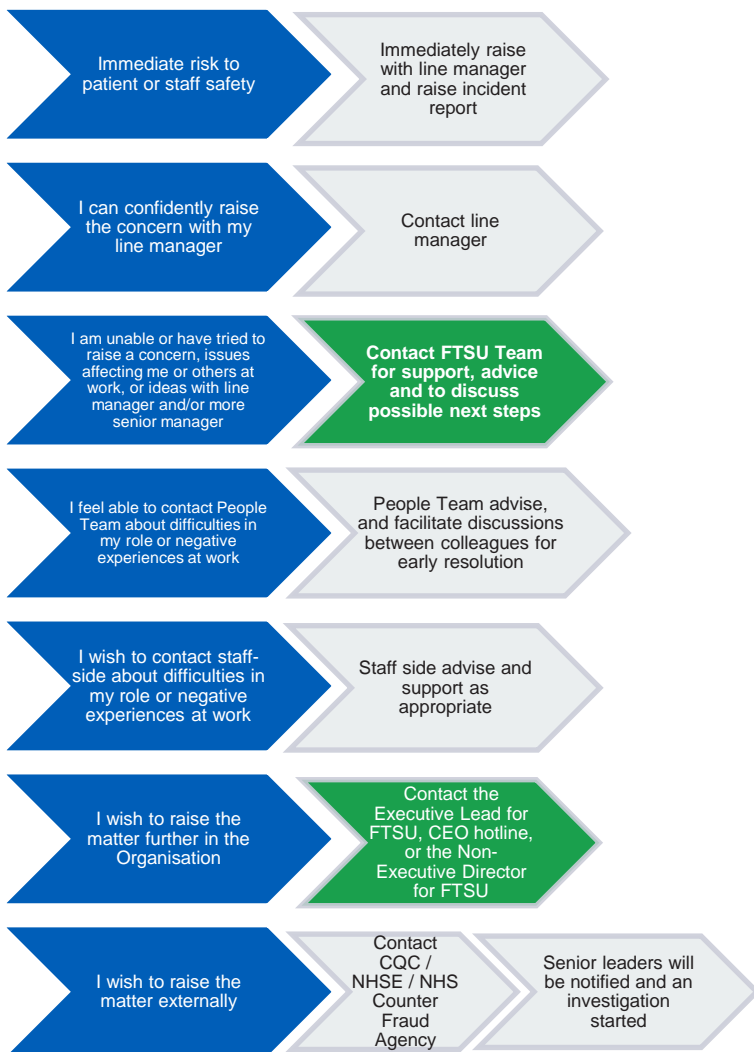 Immediate risk to
patient or staff safety
Immediately raise
with line manager
and raise incident
report
I can confidently raise
the concern with my
line manager
Contact line
manager
I am unable or have tried to
raise a concern, issues
affecting me or others at
work, or ideas with line
manager and/or more
senior manager
Contact FTSU Team
for support, advice
and to discuss
possible next steps
I feel able to contact People
Team about difficulties in
my role or negative
experiences at work
People Team advise,
and facilitate discussions
between colleagues for
early resolution
I wish to contact staff-
side about difficulties in
my role or negative
experiences at work
Staff side advise and
support as
appropriate
I wish to raise the
matter further in the
Organisation
Contact the
Executive Lead for
FTSU, CEO hotline,
or the Non-
Executive Director
for FTSU
I wish to raise the
matter externally
Contact
CQC /
NHSE / NHS
Counter
Fraud
Agency
Senior leaders will
be notified and an
investigation
started